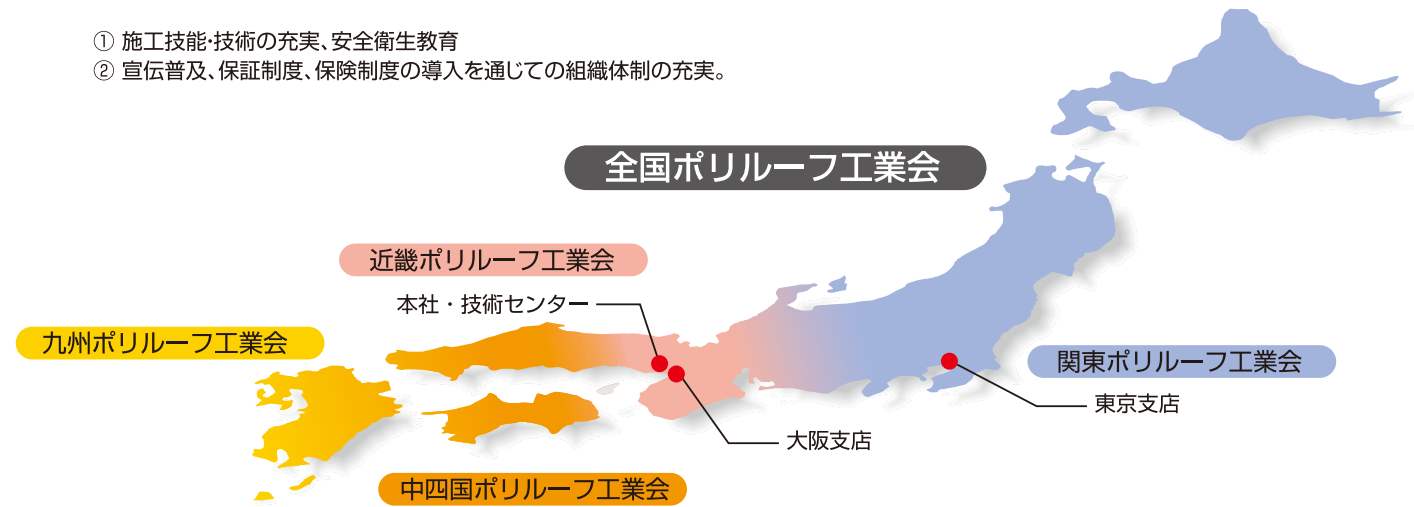 ① 施工技能・技術の充実、安全衛生教育
② 宣伝普及、保証制度、保険制度の導入を通じての組織体制の充実。
全国ポリルーフ工業会
近畿ポリルーフ工業会
本社・技術センター
九州ポリルーフ工業会
関東ポリルーフ工業会
東京支店
大阪支店
中四国ポリルーフ工業会